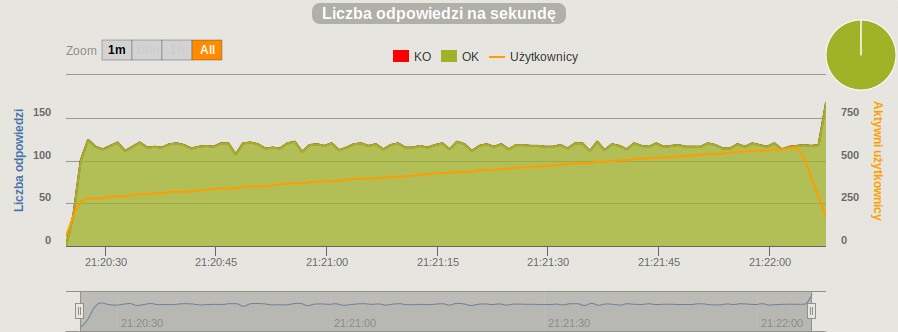 Liczba odpowiedzi na sekundę
Zoom 1m 10m 1h All
KO OK Użytkownicy
Liczba odpowiedzi
150
100
50
0
750
500
250
0
Aktywni użytkownicy
21:20:30 21:20:45 21:21:00 21:21:15 21:21:30 21:21:45 21:22:00
21:20:30 21:21:00 21:21:30 21:22:00